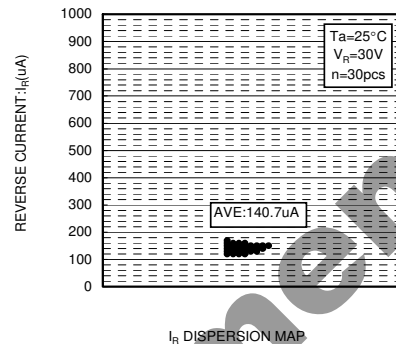 1000
900
800
700
600
500
400
300
200
100
0
REVERSE CURRENT:IR(uA)
Ta=25°C
VR=30V
n=30pcs
AVE:140.7uA
IR DISPERSION MAP